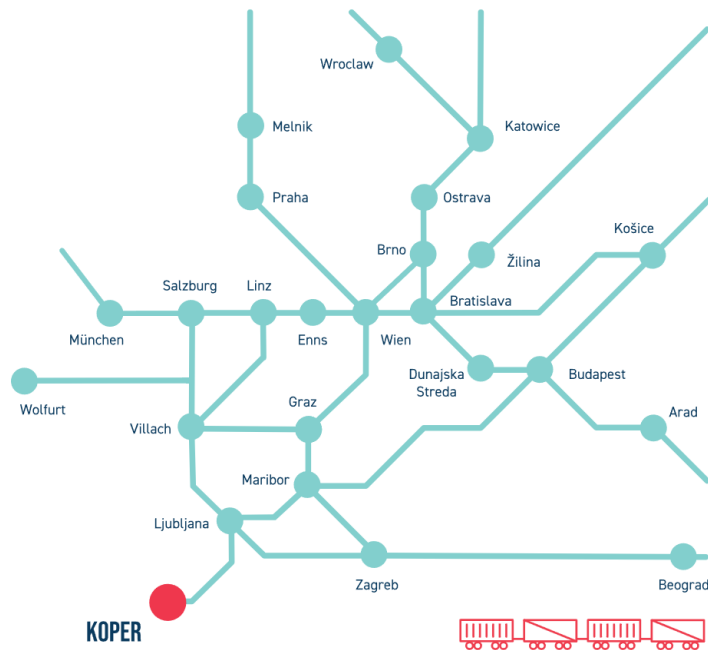 Wroclaw
Melnik
Katowice
Praha
Ostrava
Košice
Brno
Žilina
Salzburg
Linz
Bratislava
München
Enns
Wien
Dunajska
Streda
Budapest
Wolfurt
Graz
Arad
Villach
Maribor
Ljubljana
Zagreb
Beograd
KOPER